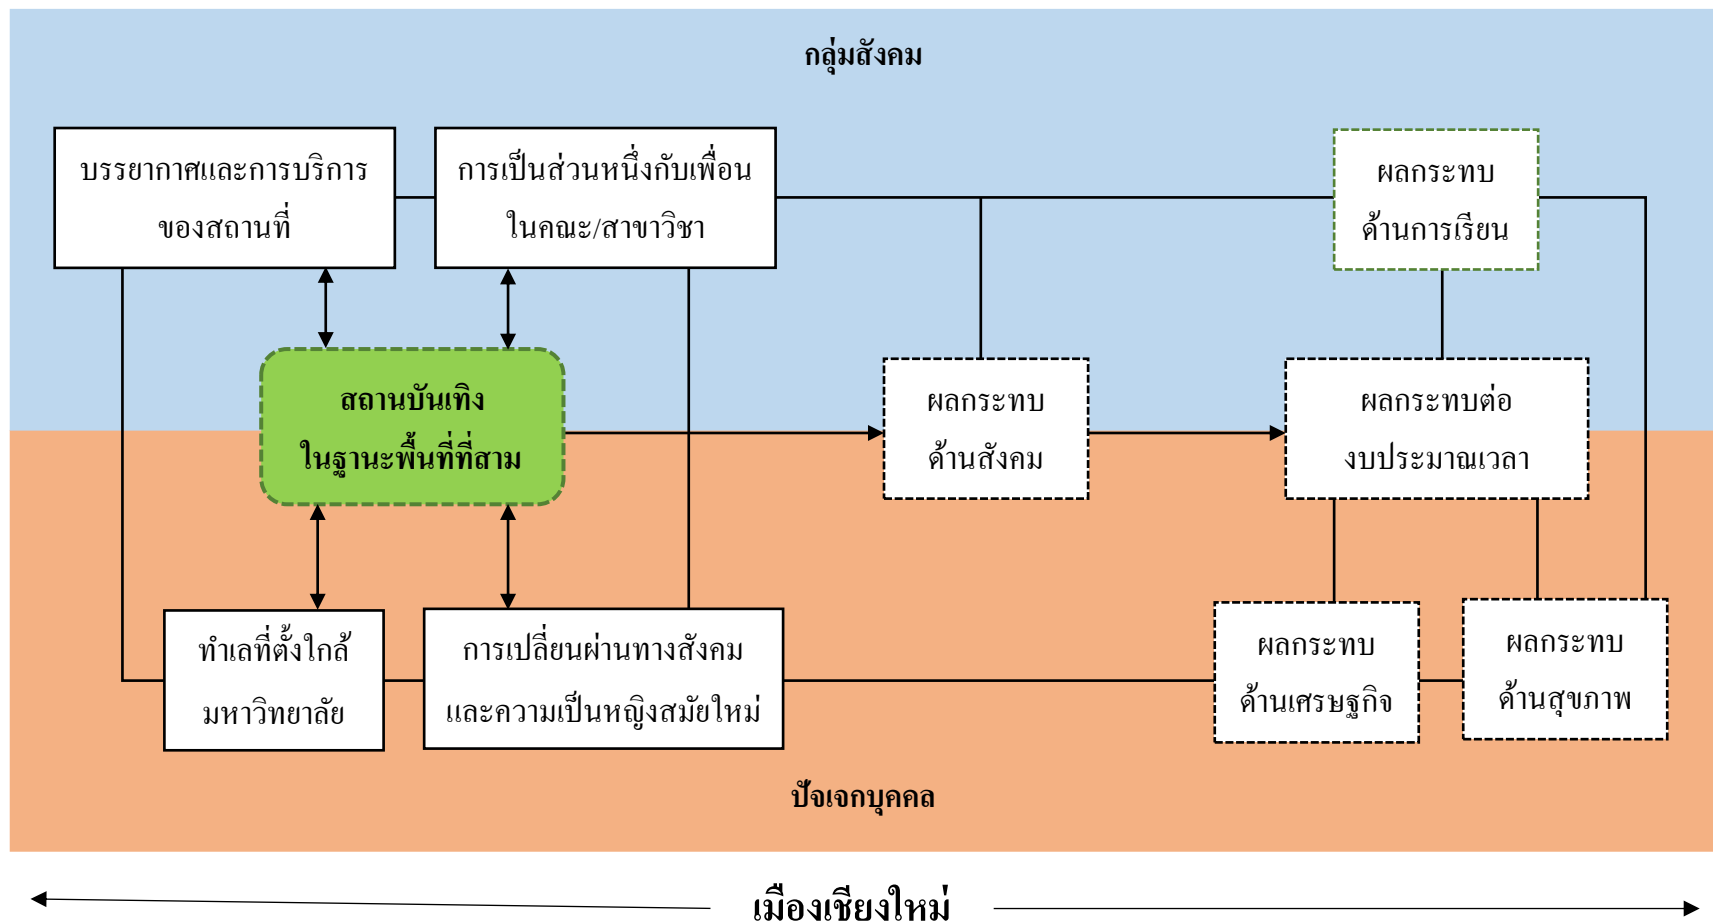 กลุ่มสังคม
บรรยากาศและการบริการ
ของสถานที่
การเป็นส่วนหนึ่งกับเพื่อน
ในคณะ/สาขาวิชา
ผลกระทบ
ด้านการเรียน
สถานบันเทิง
ในฐานะพื้นที่ที่สาม
ผลกระทบ
ด้านสังคม
ผลกระทบต่อ
งบประมาณเวลา
ทำเลที่ตั้งใกล้
มหาวิทยาลัย
การเปลี่ยนผ่านทางสังคม
และความเป็นหญิงสมัยใหม่
ผลกระทบ
ด้านเศรษฐกิจ
ผลกระทบ
ด้านสุขภาพ
ปัจเจกบุคคล
เมืองเชียงใหม่